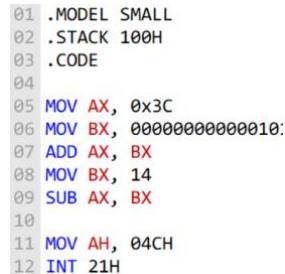 01 .MODEL SMALL
02 .STACK 100H
03 .CODE
04
05 MOV AX, 0x3C
06 MOV BX, 000000000000101
07 ADD AX, BX
08 MOV BX, 14
09 SUB AX, BX
10
11 MOV AH, 04CH
12 INT 21H